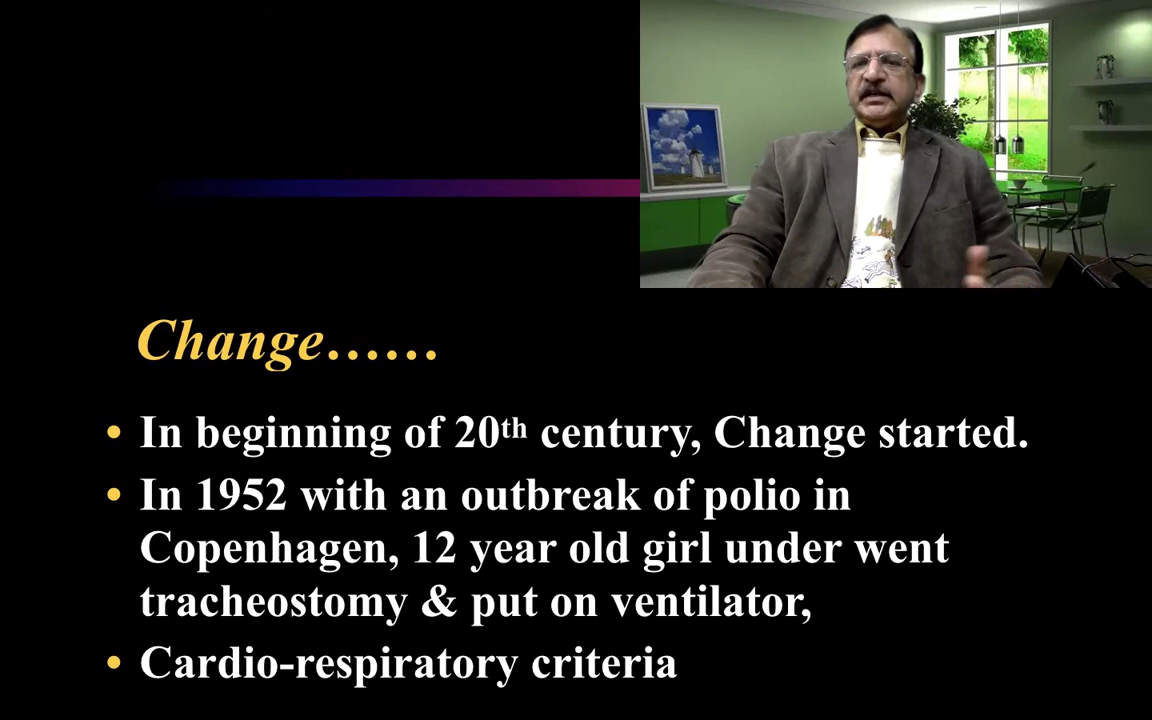 Change……
• In beginning of 20th century, Change started.
• In 1952 with an outbreak of polio in
Copenhagen, 12 year old girl under went
tracheostomy & put on ventilator,
• Cardio-respiratory criteria